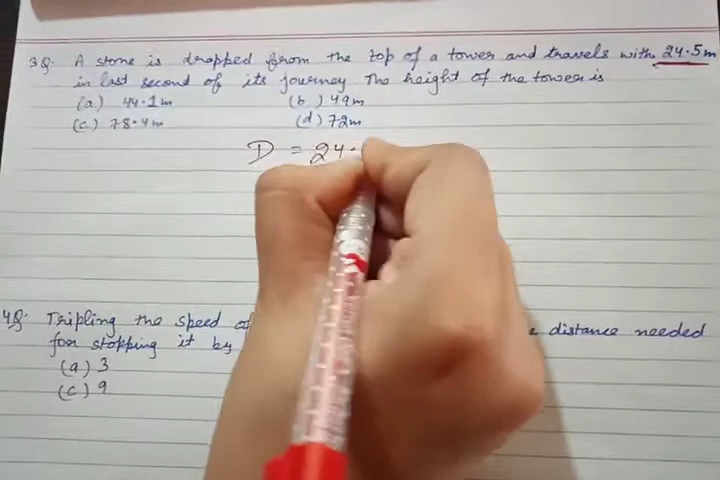 3Q. A stone is dropped from the top of a tower and travels with 24.5m
in last second of its journey The height of the tower is
(a.) 44.1m (b.) 49m
(c.) 78.4m (d.) 72m
D = 24.
4Q. Tripling the speed of distance needed
for stopping it by
(a.) 3
(c.) 9